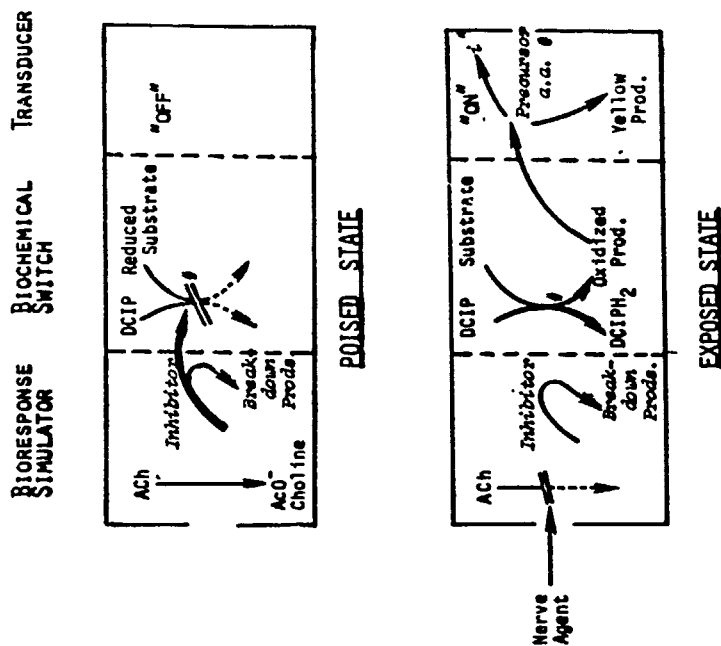 BIORESPONSE
SIMULATOR
BIOCHEMICAL
SWITCH
TRANSDUCER
ACh
AcO⁻
Choline
Inhibitor
Break-
down
Prods.
DCIP
Reduced
Substrate
"OFF"
POISED STATE
Nerve
Agent
ACh
Inhibitor
Break-
down
Prods.
DCIP
Substrate
DCIPH₂
Oxidized
Prod.
"ON"
Precursor
a.a.
Yellow
Prod.
EXPOSED STATE